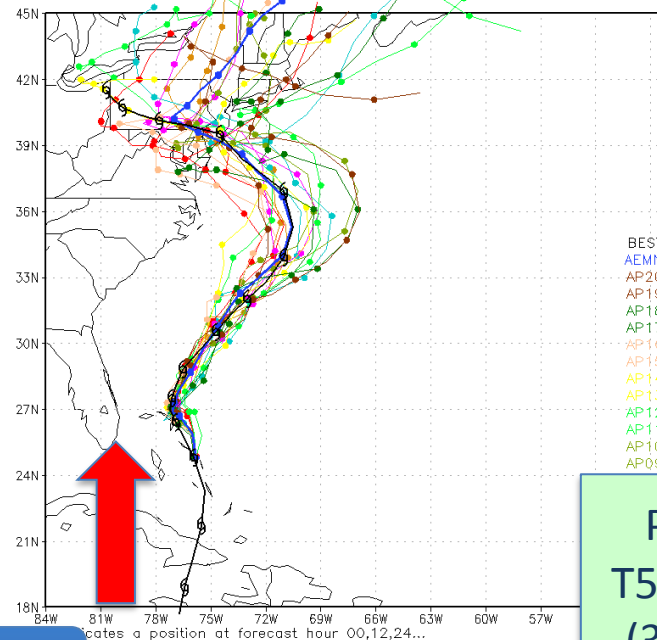 45N
42N
39N
36N
33N
30N
27N
24N
21N
18N
84W 81W 78W 75W 72W 69W 66W 63W 60W 57W
BEST
AEMN
AP20
AP19
AP18
AP17
AP16
AP15
AP14
AP13
AP12
AP11
AP10
AP09
T5
(2
cates a position at forecast hour 00,12,24...